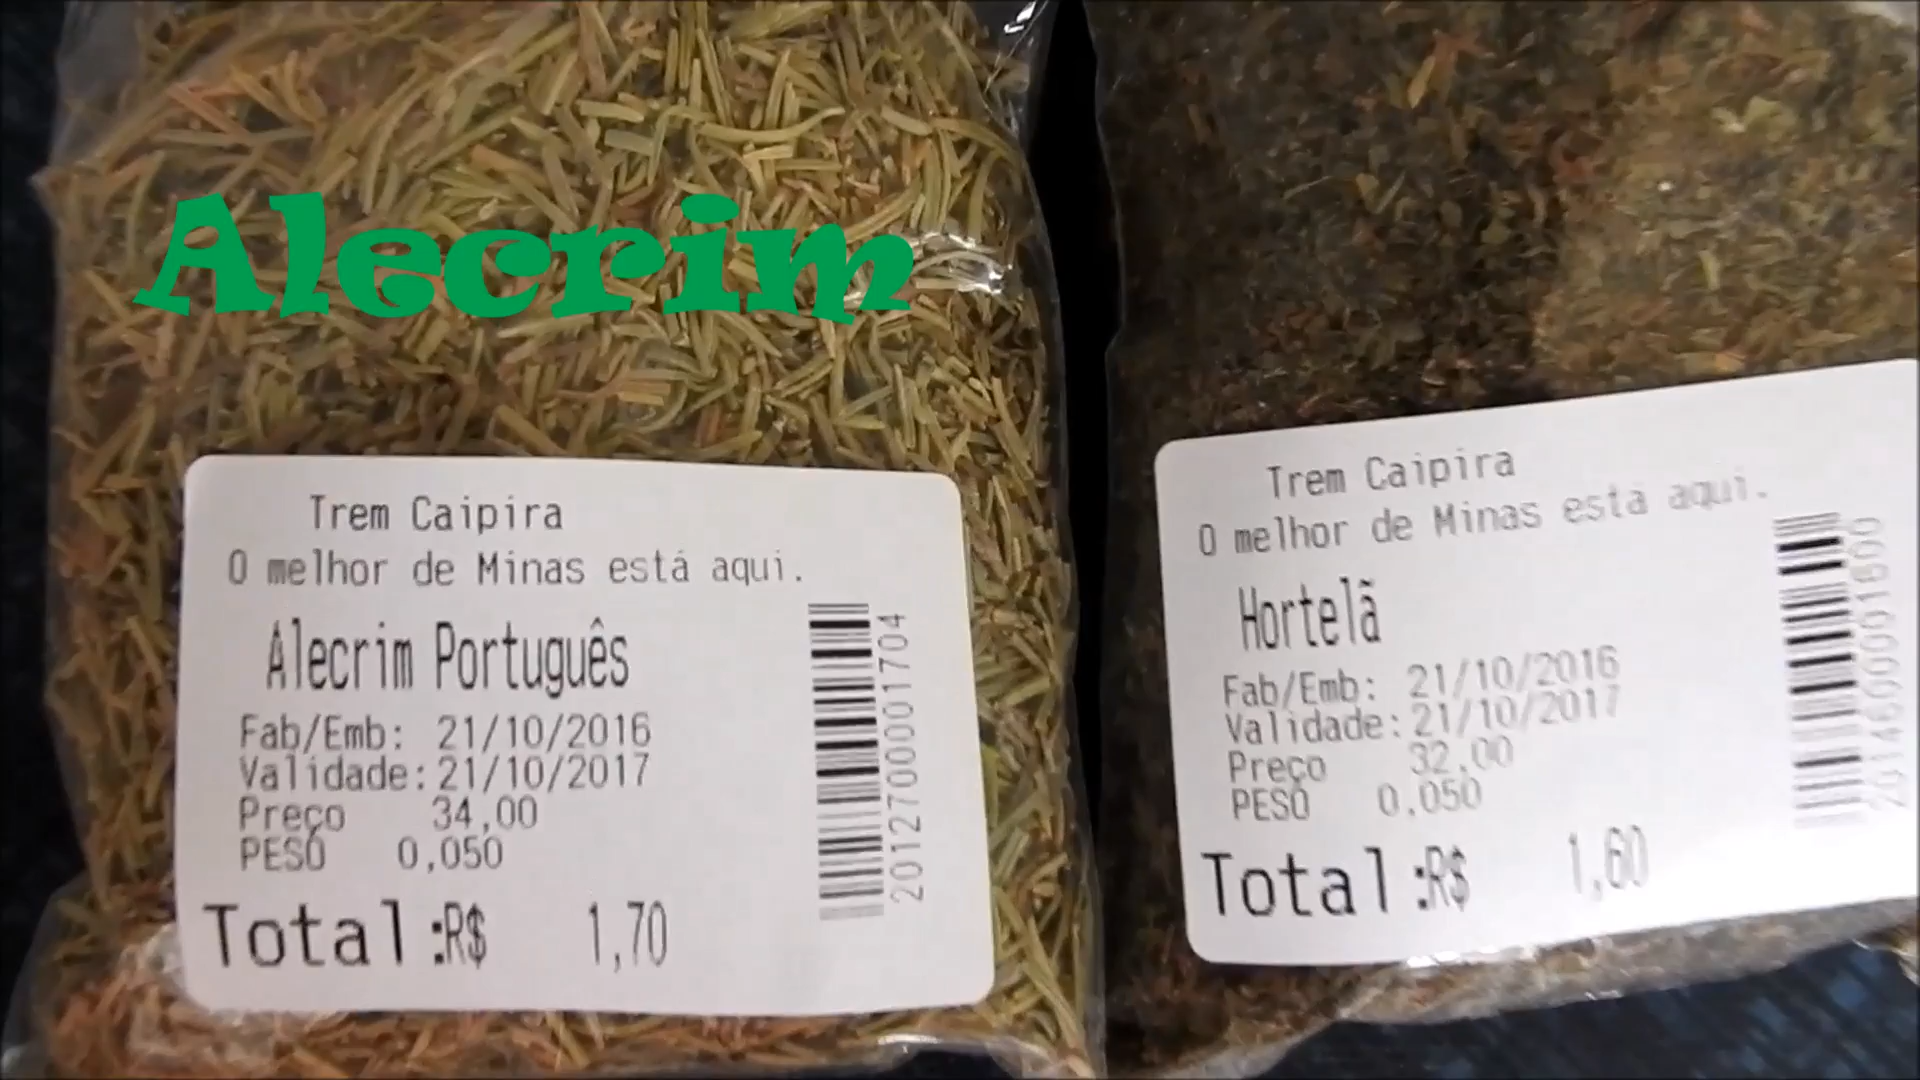 Alecrim
Trem Caipira
O melhor de Minas está aqui.
Alecrim Português
Fab/Emb: 21/10/2016
Validade: 21/10/2017
Preço 34,00
PESO 0,050
Total :R$ 1,70
2012700001704
Trem Caipira
O melhor de Minas está aqui.
Hortelã
Fab/Emb: 21/10/2016
Validade: 21/10/2017
Preço 32,00
PESO 0,050
Total :R$ 1,60